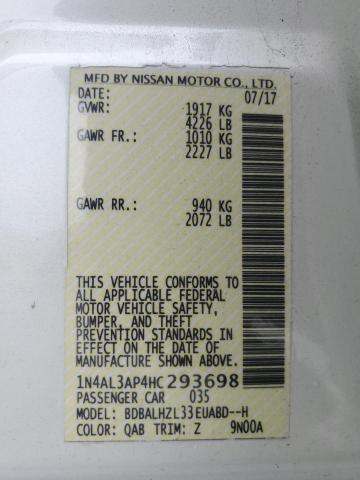 MFD BY NISSAN MOTOR CO., LTD.
DATE: 07/17
GVWR: 1917 KG
4226 LB
GAWR FR.: 1010 KG
2227 LB
GAWR RR.: 940 KG
2072 LB
THIS VEHICLE CONFORMS TO
ALL APPLICABLE FEDERAL
MOTOR VEHICLE SAFETY,
BUMPER, AND THEFT
PREVENTION STANDARDS IN
EFFECT ON THE DATE OF
MANUFACTURE SHOWN ABOVE.
1N4AL3AP4HC293698
PASSENGER CAR 035
MODEL: BDBALHZL33EUABD--H
COLOR: QAB TRIM: Z 9N00A